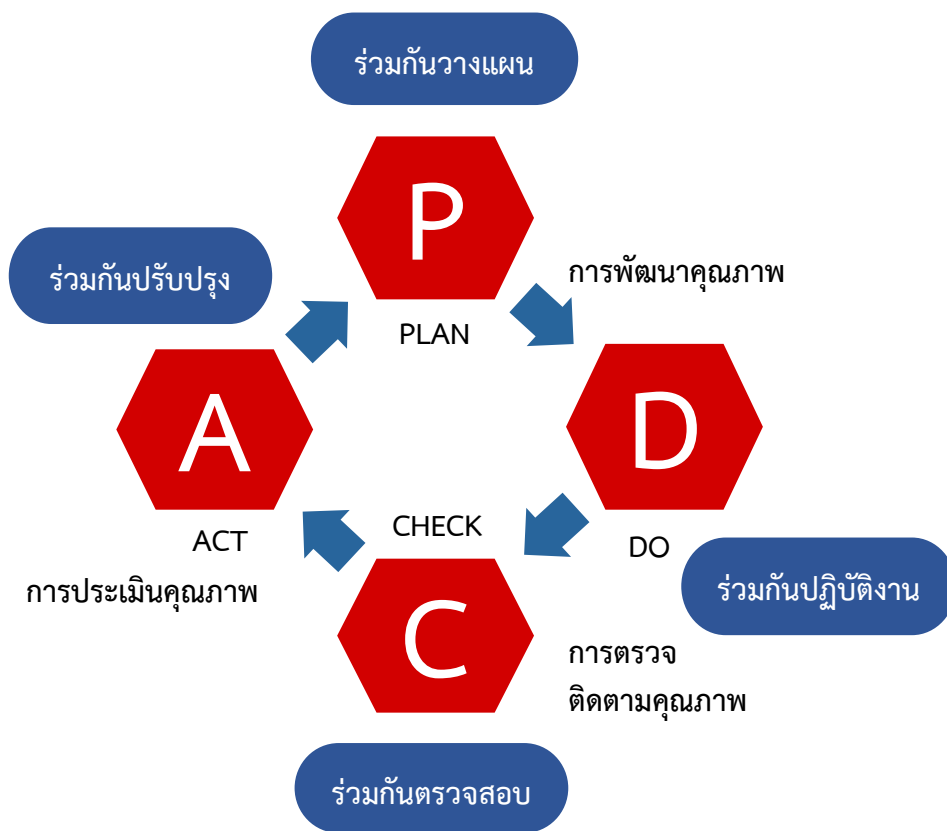 ร่วมกันวางแผน
P
PLAN
การพัฒนาคุณภาพ
ร่วมกันปรับปรุง
A
ACT
การประเมินคุณภาพ
D
DO
ร่วมกันปฏิบัติงาน
CHECK
C
การตรวจ
ติดตามคุณภาพ
ร่วมกันตรวจสอบ